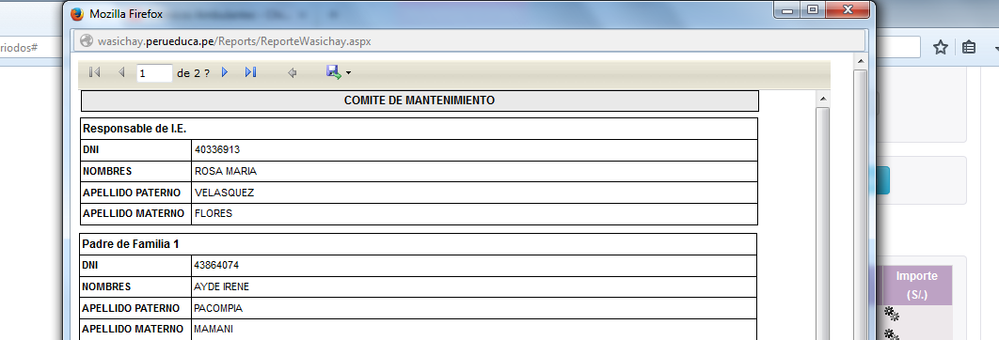 Mozilla Firefox
wasichay.perueduca.pe/Reports/ReporteWasichay.aspx
riodos#
1 de 2 ?
COMITE DE MANTENIMIENTO
Responsable de I.E.
DNI 40336913
NOMBRES ROSA MARIA
APELLIDO PATERNO VELASQUEZ
APELLIDO MATERNO FLORES
Padre de Familia 1
DNI 43864074
NOMBRES AYDE IRENE
APELLIDO PATERNO PACOMPIA
APELLIDO MATERNO MAMANI
Importe
(S/.)